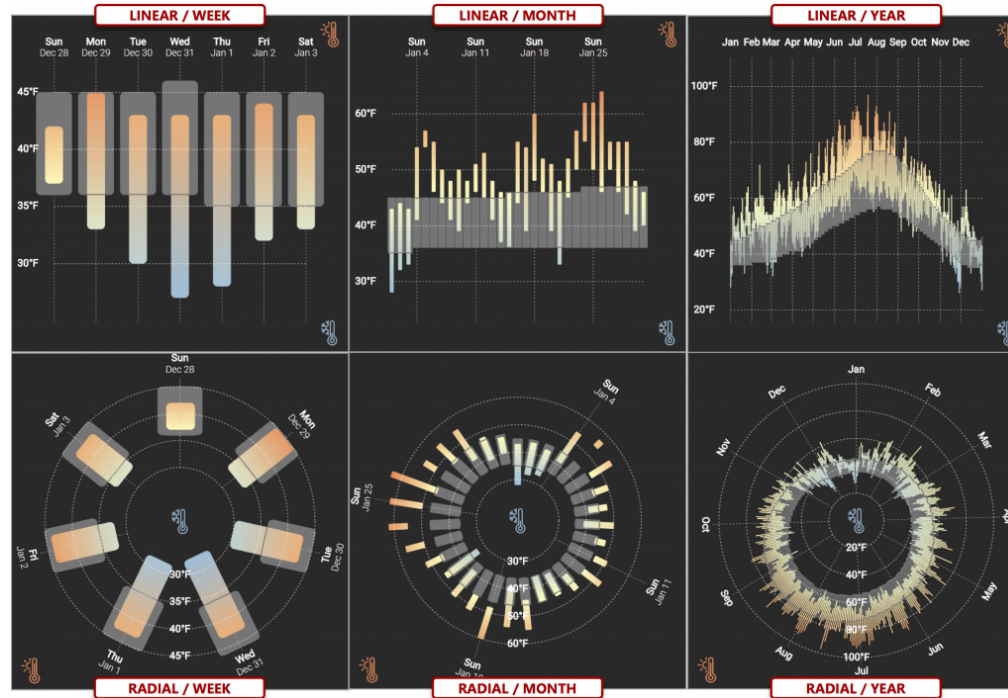 LINEAR / WEEK
Sun Mon Tue Wed Thu Fri Sat
Dec 28 Dec 29 Dec 30 Dec 31 Jan 1 Jan 2 Jan 3
45°F
40°F
35°F
30°F
LINEAR / MONTH
Sun Sun Sun Sun
Jan 4 Jan 11 Jan 18 Jan 25
60°F
50°F
40°F
30°F
LINEAR / YEAR
Jan Feb Mar Apr May Jun Jul Aug Sep Oct Nov Dec
100°F
80°F
60°F
40°F
20°F
Sun
Dec 28
Mon
Dec 29
Tue
Dec 30
Wed
Dec 31
Thu
Jan 1
Fri
Jan 2
Sat
Jan 3
30°F
35°F
40°F
45°F
RADIAL / WEEK
Sun
Jan 4
Sun
Jan 11
Sun
Sun
Jan 25
30°F
40°F
50°F
60°F
RADIAL / MONTH
Jan
Feb
Mar
May
Jun
Jul
Aug
Sep
Oct
Nov
Dec
20°F
40°F
60°F
80°F
100°F
RADIAL / YEAR